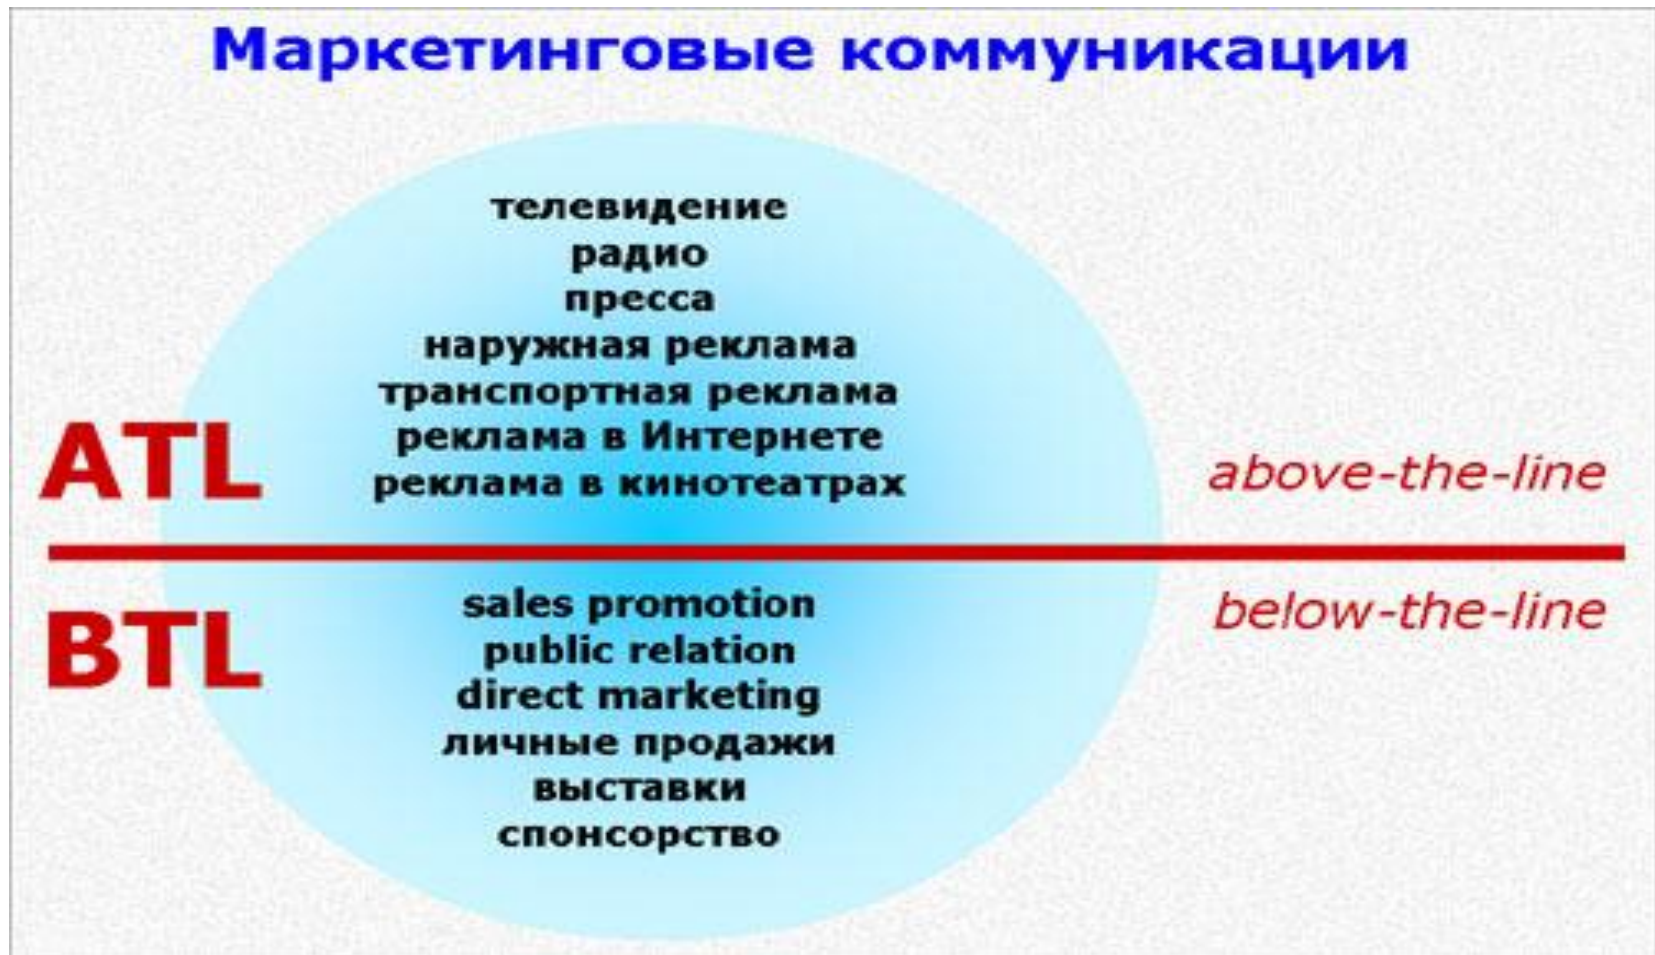 Маркетинговые коммуникации
телевидение
радио
пресса
наружная реклама
транспортная реклама
реклама в Интернете
реклама в кинотеатрах
ATL
above-the-line
BTL
below-the-line
sales promotion
public relation
direct marketing
личные продажи
выставки
спонсорство